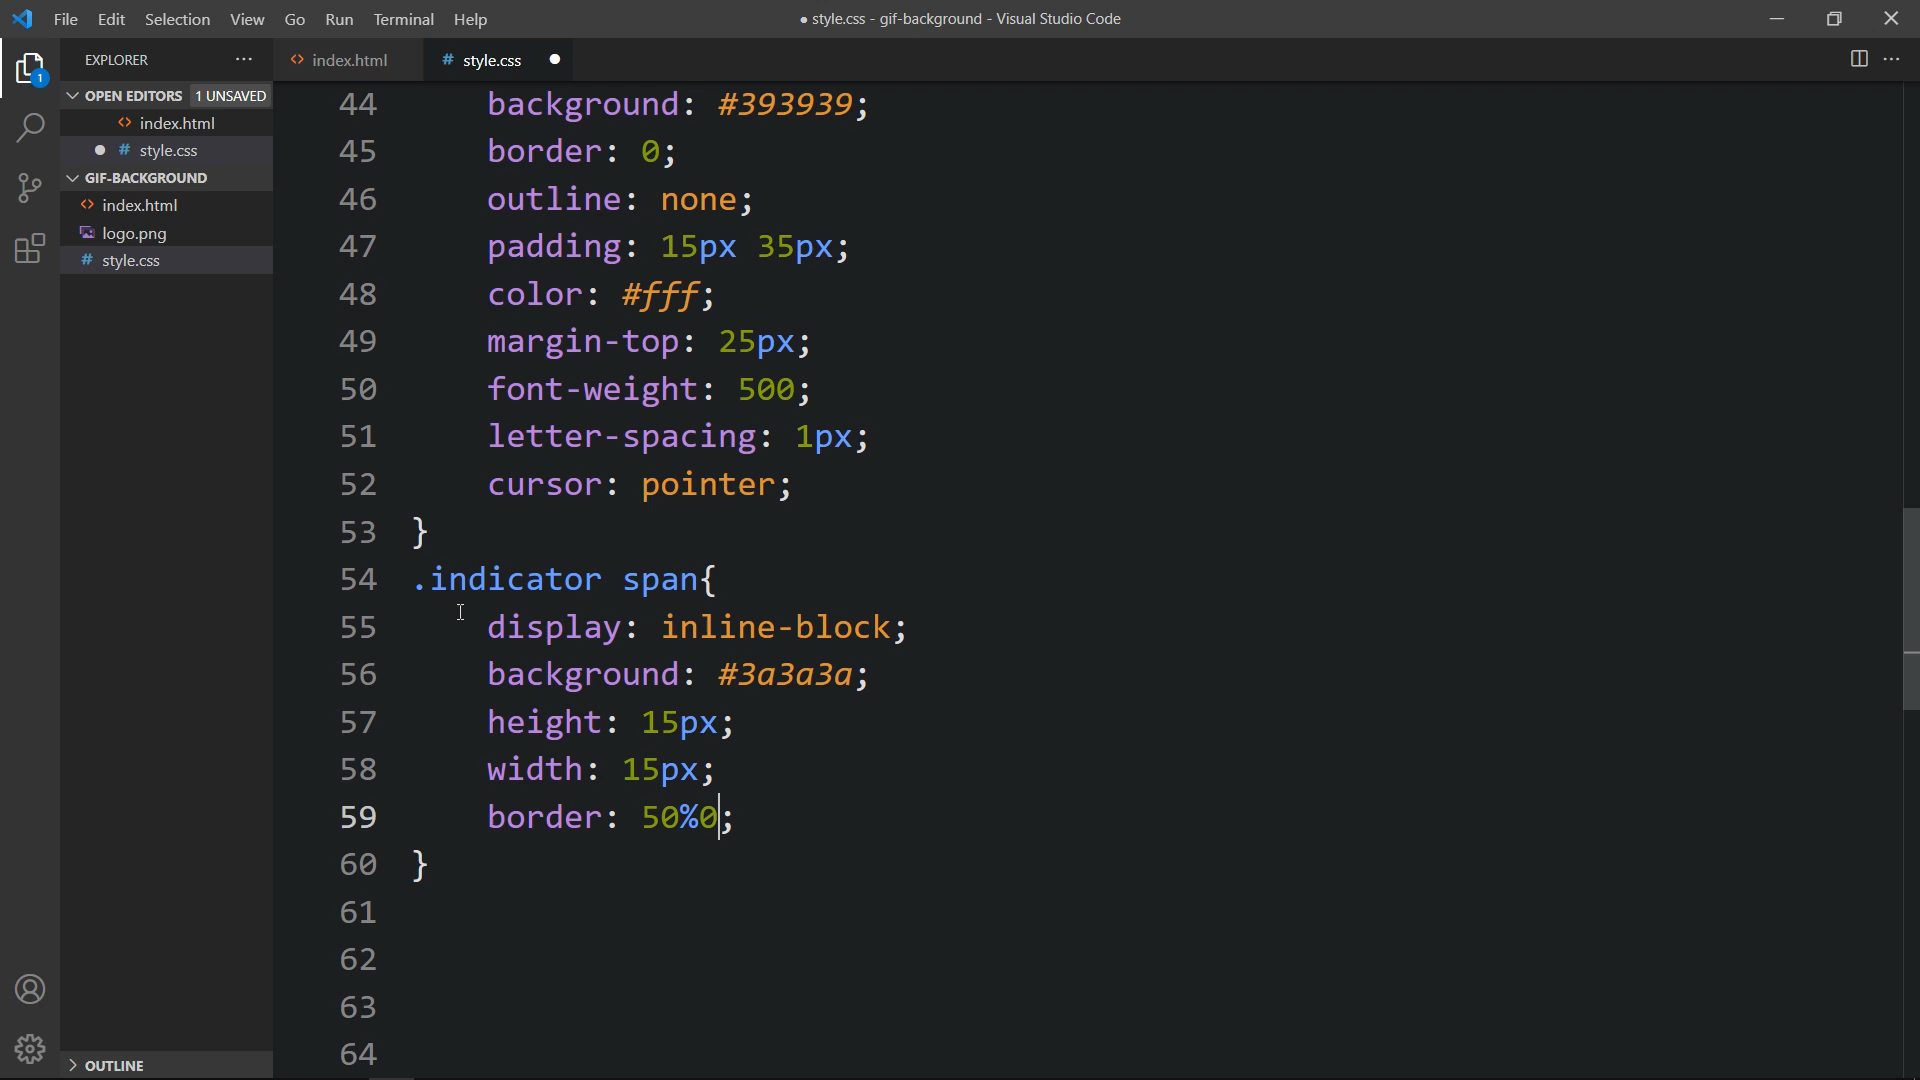 File Edit Selection View Go Run Terminal Help
● style.css - gif-background - Visual Studio Code
EXPLORER
OPEN EDITORS 1 UNSAVED
index.html
# style.css
GIF-BACKGROUND
index.html
logo.png
# style.css
OUTLINE
1
index.html
# style.css
44 background: #393939;
45 border: 0;
46 outline: none;
47 padding: 15px 35px;
48 color: #fff;
49 margin-top: 25px;
50 font-weight: 500;
51 letter-spacing: 1px;
52 cursor: pointer;
53 }
54 .indicator span{
55 display: inline-block;
56 background: #3a3a3a;
57 height: 15px;
58 width: 15px;
59 border: 50%0;
60 }
61
62
63
64